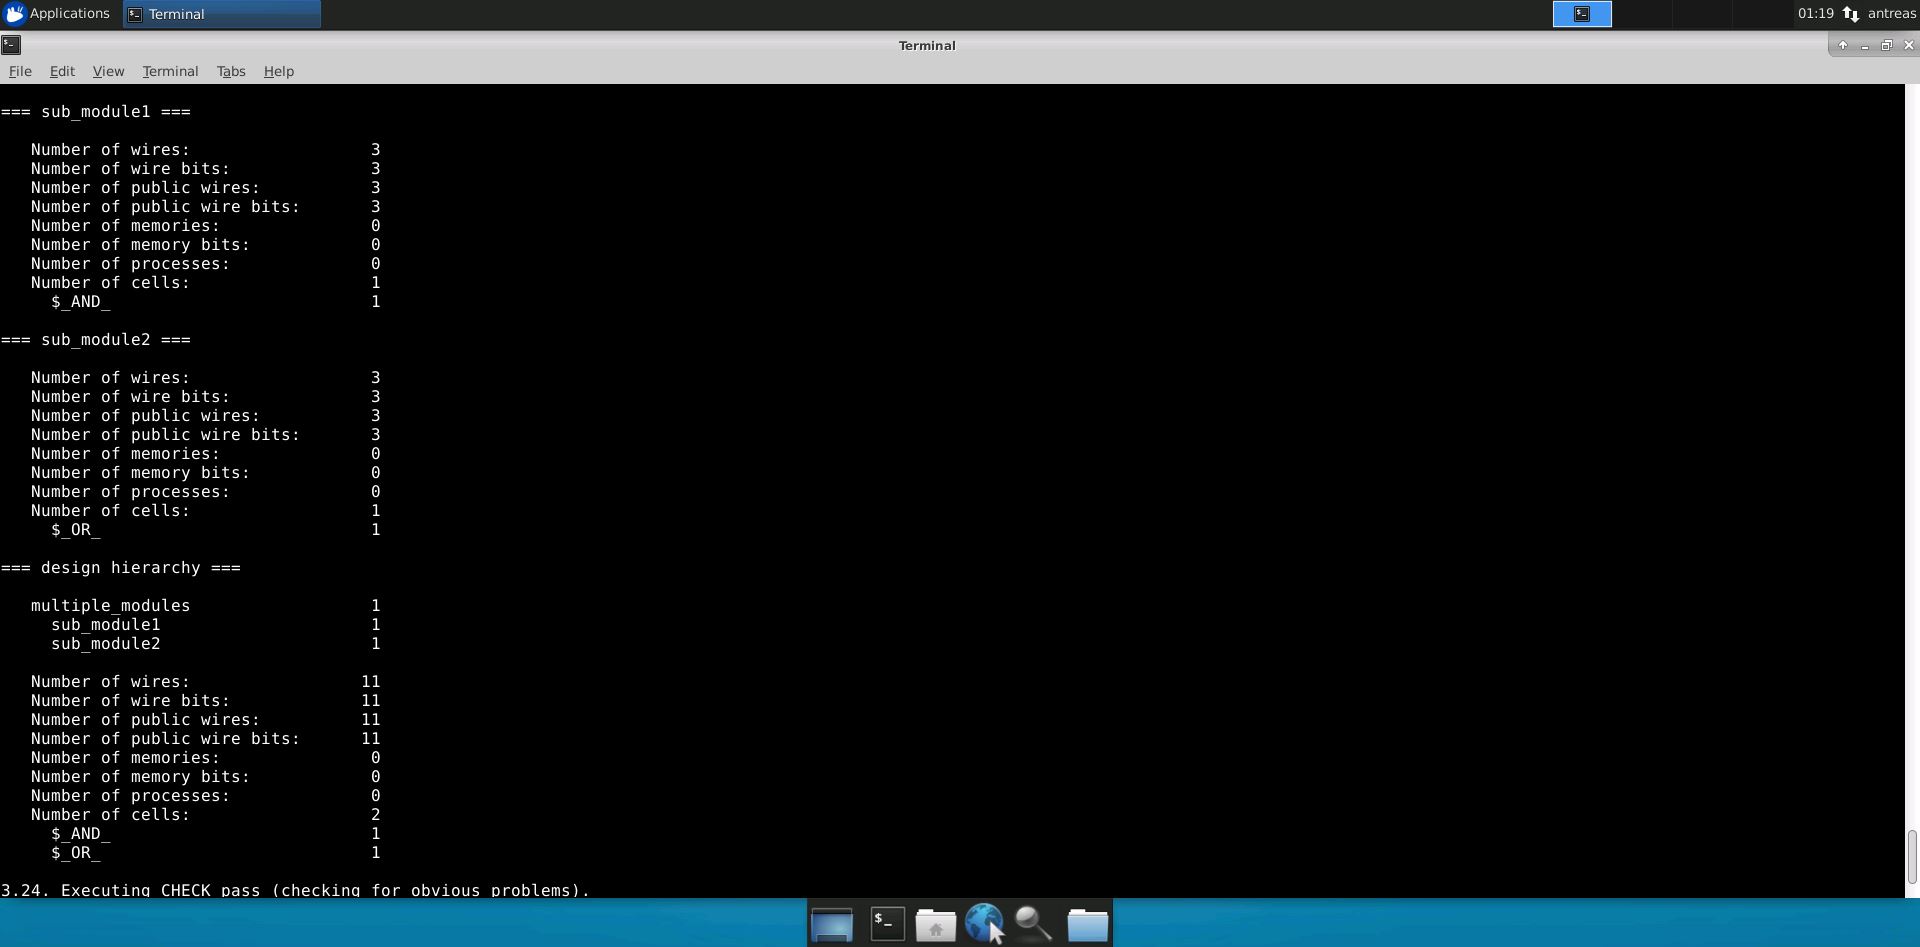 Applications Terminal 01:19 antreas
Terminal
File Edit View Terminal Tabs Help
=== sub_module1 ===
Number of wires: 3
Number of wire bits: 3
Number of public wires: 3
Number of public wire bits: 3
Number of memories: 0
Number of memory bits: 0
Number of processes: 0
Number of cells: 1
$_AND_ 1
=== sub_module2 ===
Number of wires: 3
Number of wire bits: 3
Number of public wires: 3
Number of public wire bits: 3
Number of memories: 0
Number of memory bits: 0
Number of processes: 0
Number of cells: 1
$_OR_ 1
=== design hierarchy ===
multiple_modules 1
sub_module1 1
sub_module2 1
Number of wires: 11
Number of wire bits: 11
Number of public wires: 11
Number of public wire bits: 11
Number of memories: 0
Number of memory bits: 0
Number of processes: 0
Number of cells: 2
$_AND_ 1
$_OR_ 1
3.24. Executing CHECK pass (checking for obvious problems).